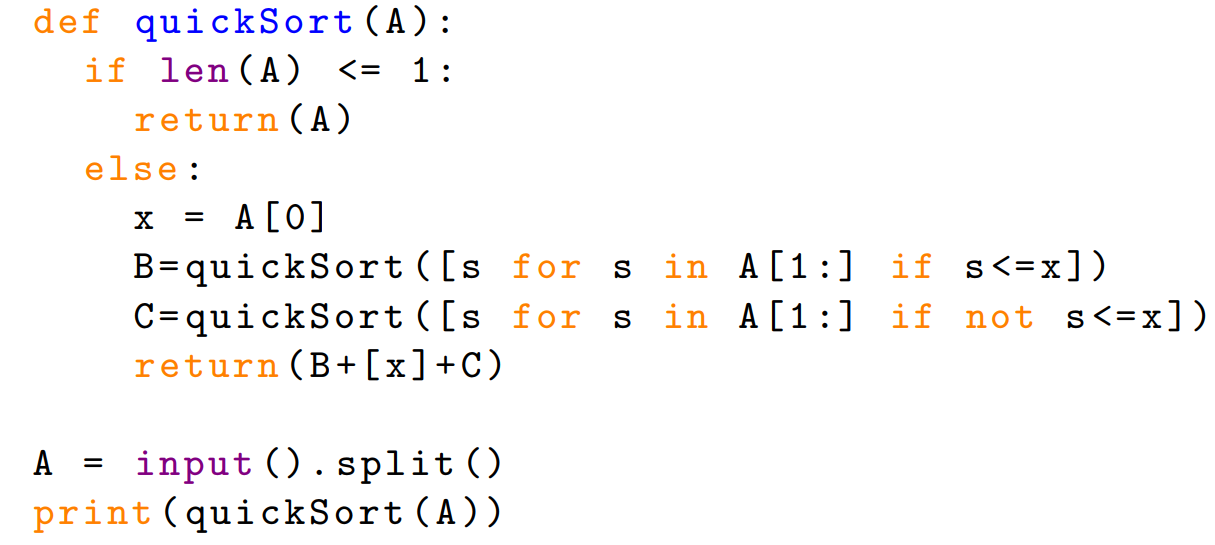 def quickSort(A):
  if len(A) <= 1:
    return(A)
  else:
    x = A[0]
    B=quickSort([s for s in A[1:] if s<=x])
    C=quickSort([s for s in A[1:] if not s<=x])
    return(B+[x]+C)

A = input().split()
print(quickSort(A))